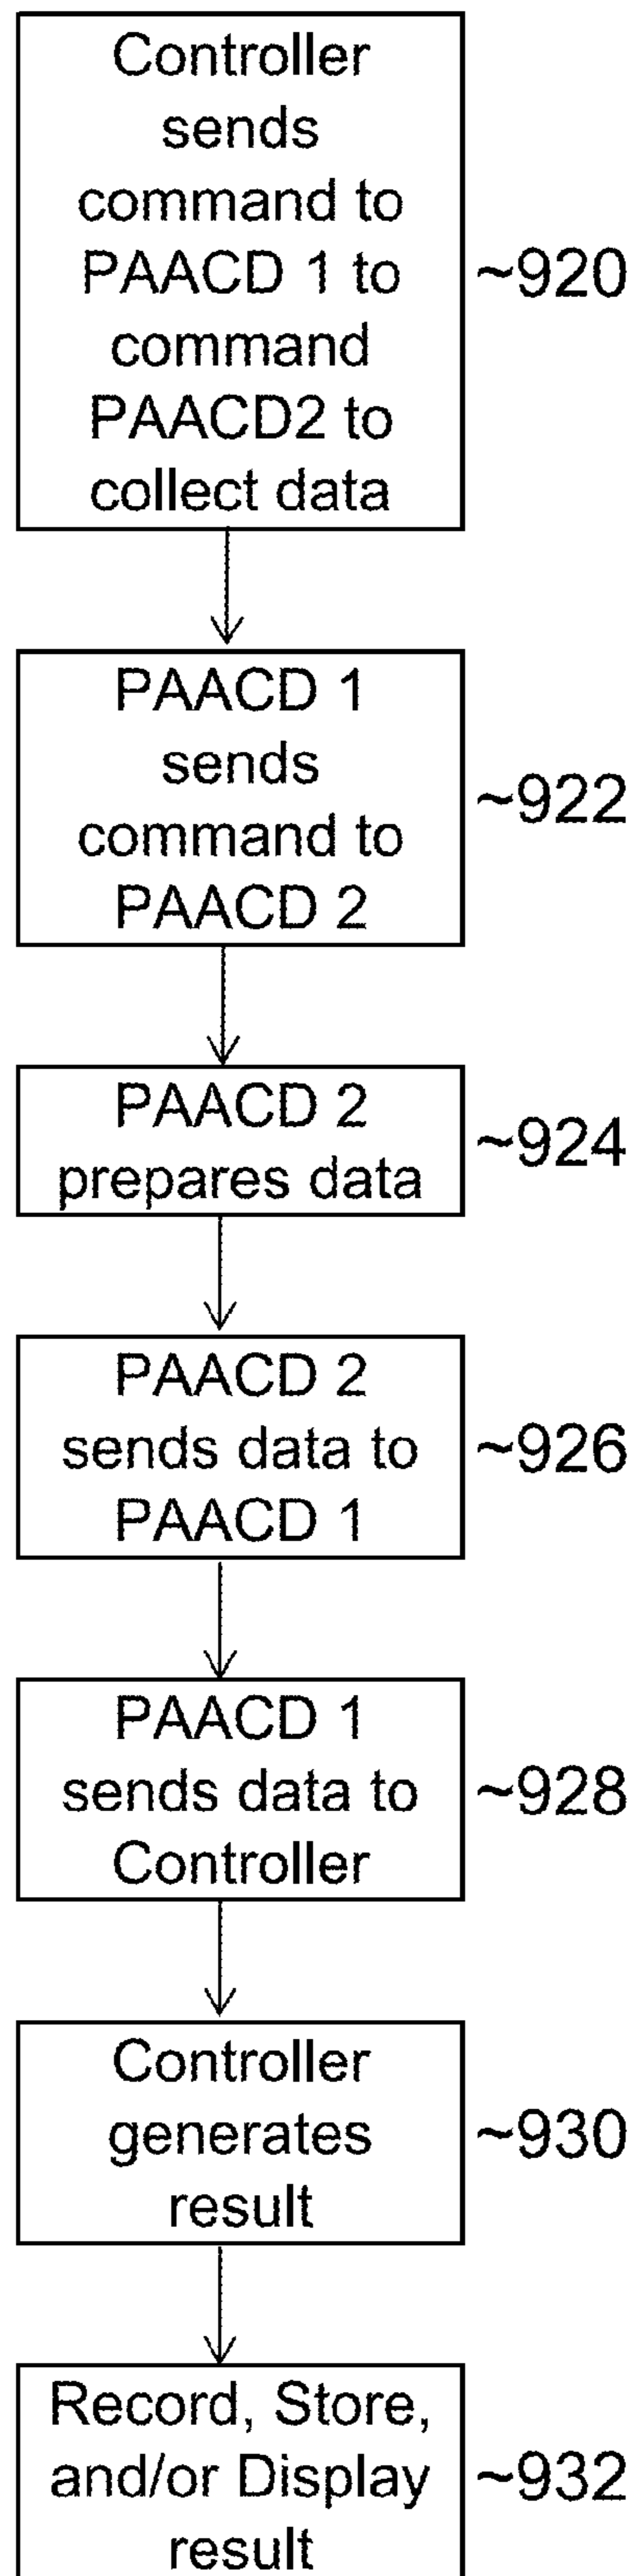 Controller
sends
command to
PAACD 1 to
command
PAACD2 to
collect data
~920
PAACD 1
sends
command to
PAACD 2
~922
PAACD 2
prepares data
~924
PAACD 2
sends data to
PAACD 1
~926
PAACD 1
sends data to
Controller
~928
Controller
generates
result
~930
Record, Store,
and/or Display
result
~932